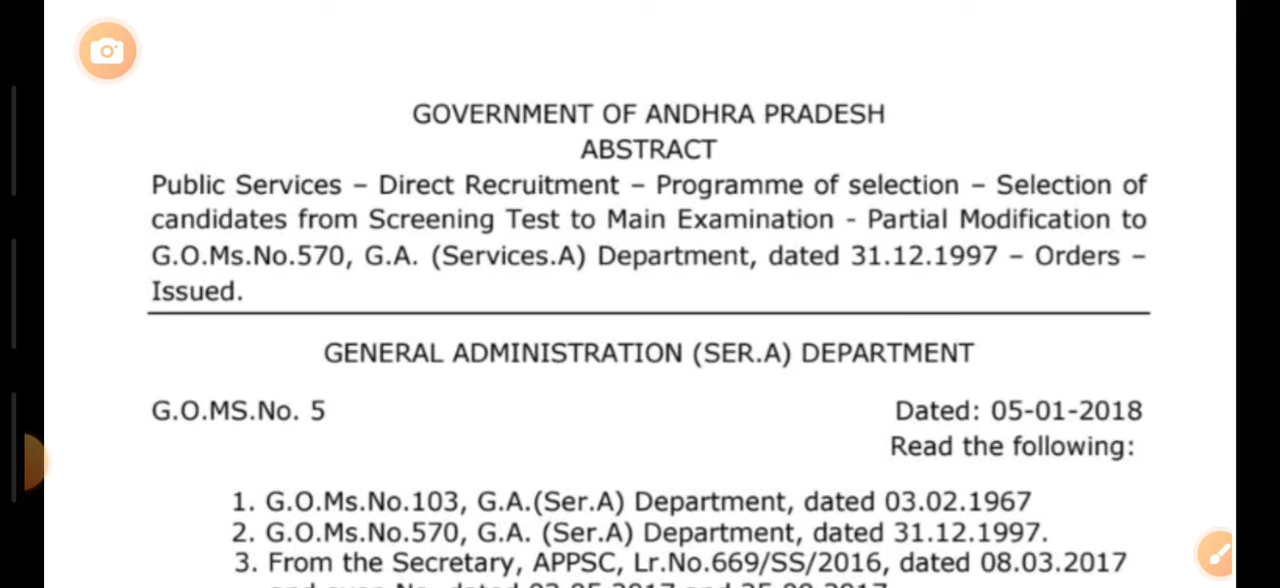 GOVERNMENT OF ANDHRA PRADESH
ABSTRACT
Public Services – Direct Recruitment – Programme of selection – Selection of
candidates from Screening Test to Main Examination - Partial Modification to
G.O.Ms.No.570, G.A. (Services.A) Department, dated 31.12.1997 – Orders –
Issued.
GENERAL ADMINISTRATION (SER.A) DEPARTMENT
G.O.MS.No. 5 Dated: 05-01-2018
Read the following:
1. G.O.Ms.No.103, G.A.(Ser.A) Department, dated 03.02.1967
2. G.O.Ms.No.570, G.A. (Ser.A) Department, dated 31.12.1997.
3. From the Secretary, APPSC, Lr.No.669/SS/2016, dated 08.03.2017